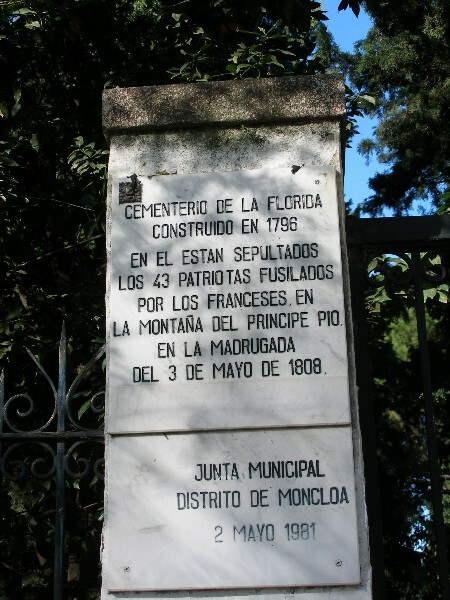 CEMENTERIO DE LA FLORIDA
CONSTRUIDO EN 1796
EN EL ESTAN SEPULTADOS
LOS 43 PATRIOTAS FUSILADOS
POR LOS FRANCESES, EN
LA MONTAÑA DEL PRINCIPE PIO,
EN LA MADRUGADA
DEL 3 DE MAYO DE 1808.
JUNTA MUNICIPAL
DISTRITO DE MONCLOA
2 MAYO 1981